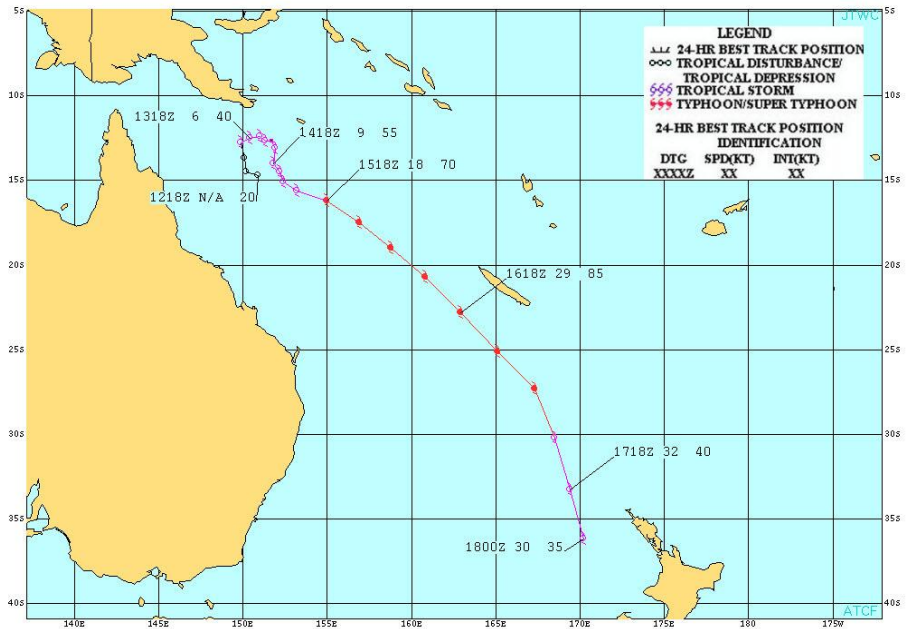 5S 5S
JTWC
LEGEND
24-HR BEST TRACK POSITION
TROPICAL DISTURBANCE/
TROPICAL DEPRESSION
TROPICAL STORM
TYPHOON/SUPER TYPHOON
24-HR BEST TRACK POSITION
IDENTIFICATION
DTG SPD(KT) INT(KT)
XXXXZ XX XX
10S 10S
1318Z 6 40
1418Z 9 55
1518Z 18 70
15S 15S
1218Z N/A 20
20S 20S
1618Z 29 85
25S 25S
30S 30S
1718Z 32 40
35S 35S
1800Z 30 35
40S 40S
ATCF
140E 145E 150E 155E 160E 165E 170E 175E 180 175W